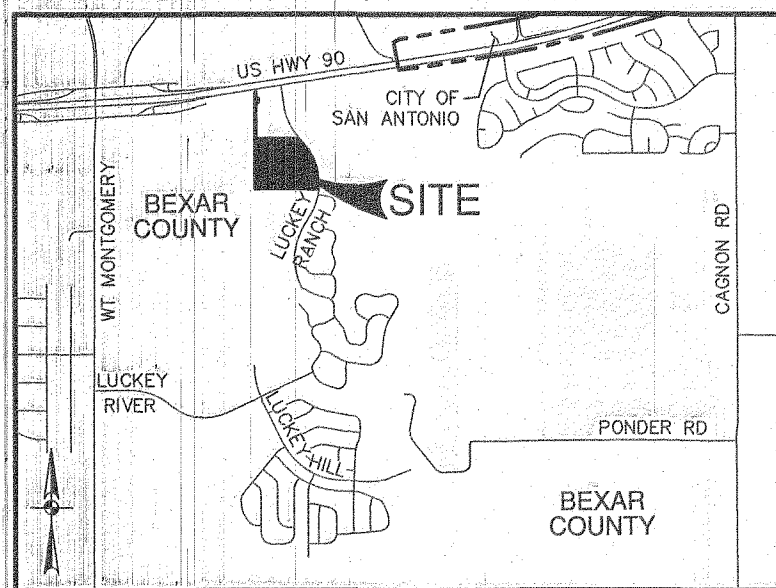 US HWY 90
CITY OF
SAN ANTONIO
WT MONTGOMERY
BEXAR
COUNTY
SITE
LUCKEY
RANCH
CAGNON RD
LUCKEY
RIVER
LUCKEY HILL
PONDER RD
BEXAR
COUNTY